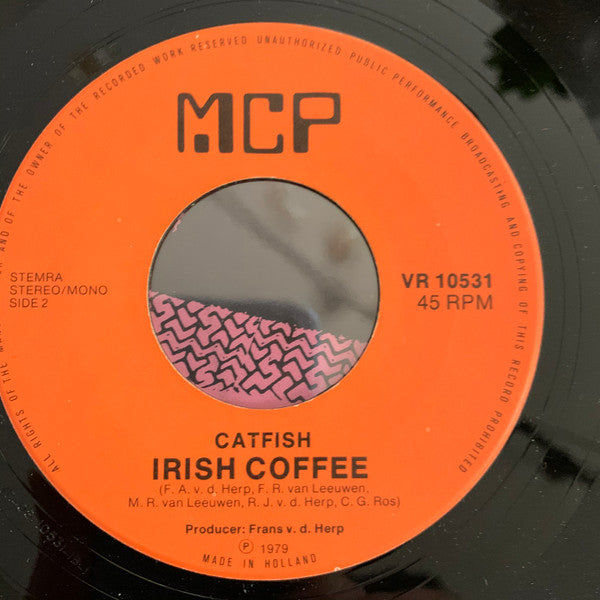 ALL RIGHTS OF THE AND OF THE OWNER OF THE RECORDED WORK RESERVED UNAUTHORIZED PUBLIC PERFORMANCE BROADCASTING AND COPYING OF THIS RECORD PROHIBITED
MCP
STEMRA
STEREO/MONO
SIDE 2
VR 10531
45 RPM
CATFISH
IRISH COFFEE
(F. A. v. d. Herp, F. R. van Leeuwen,
M. R. van Leeuwen, R. J. v. d. Herp, C. G. Ros)
Producer: Frans v. d. Herp
Ⓟ 1979
MADE IN HOLLAND